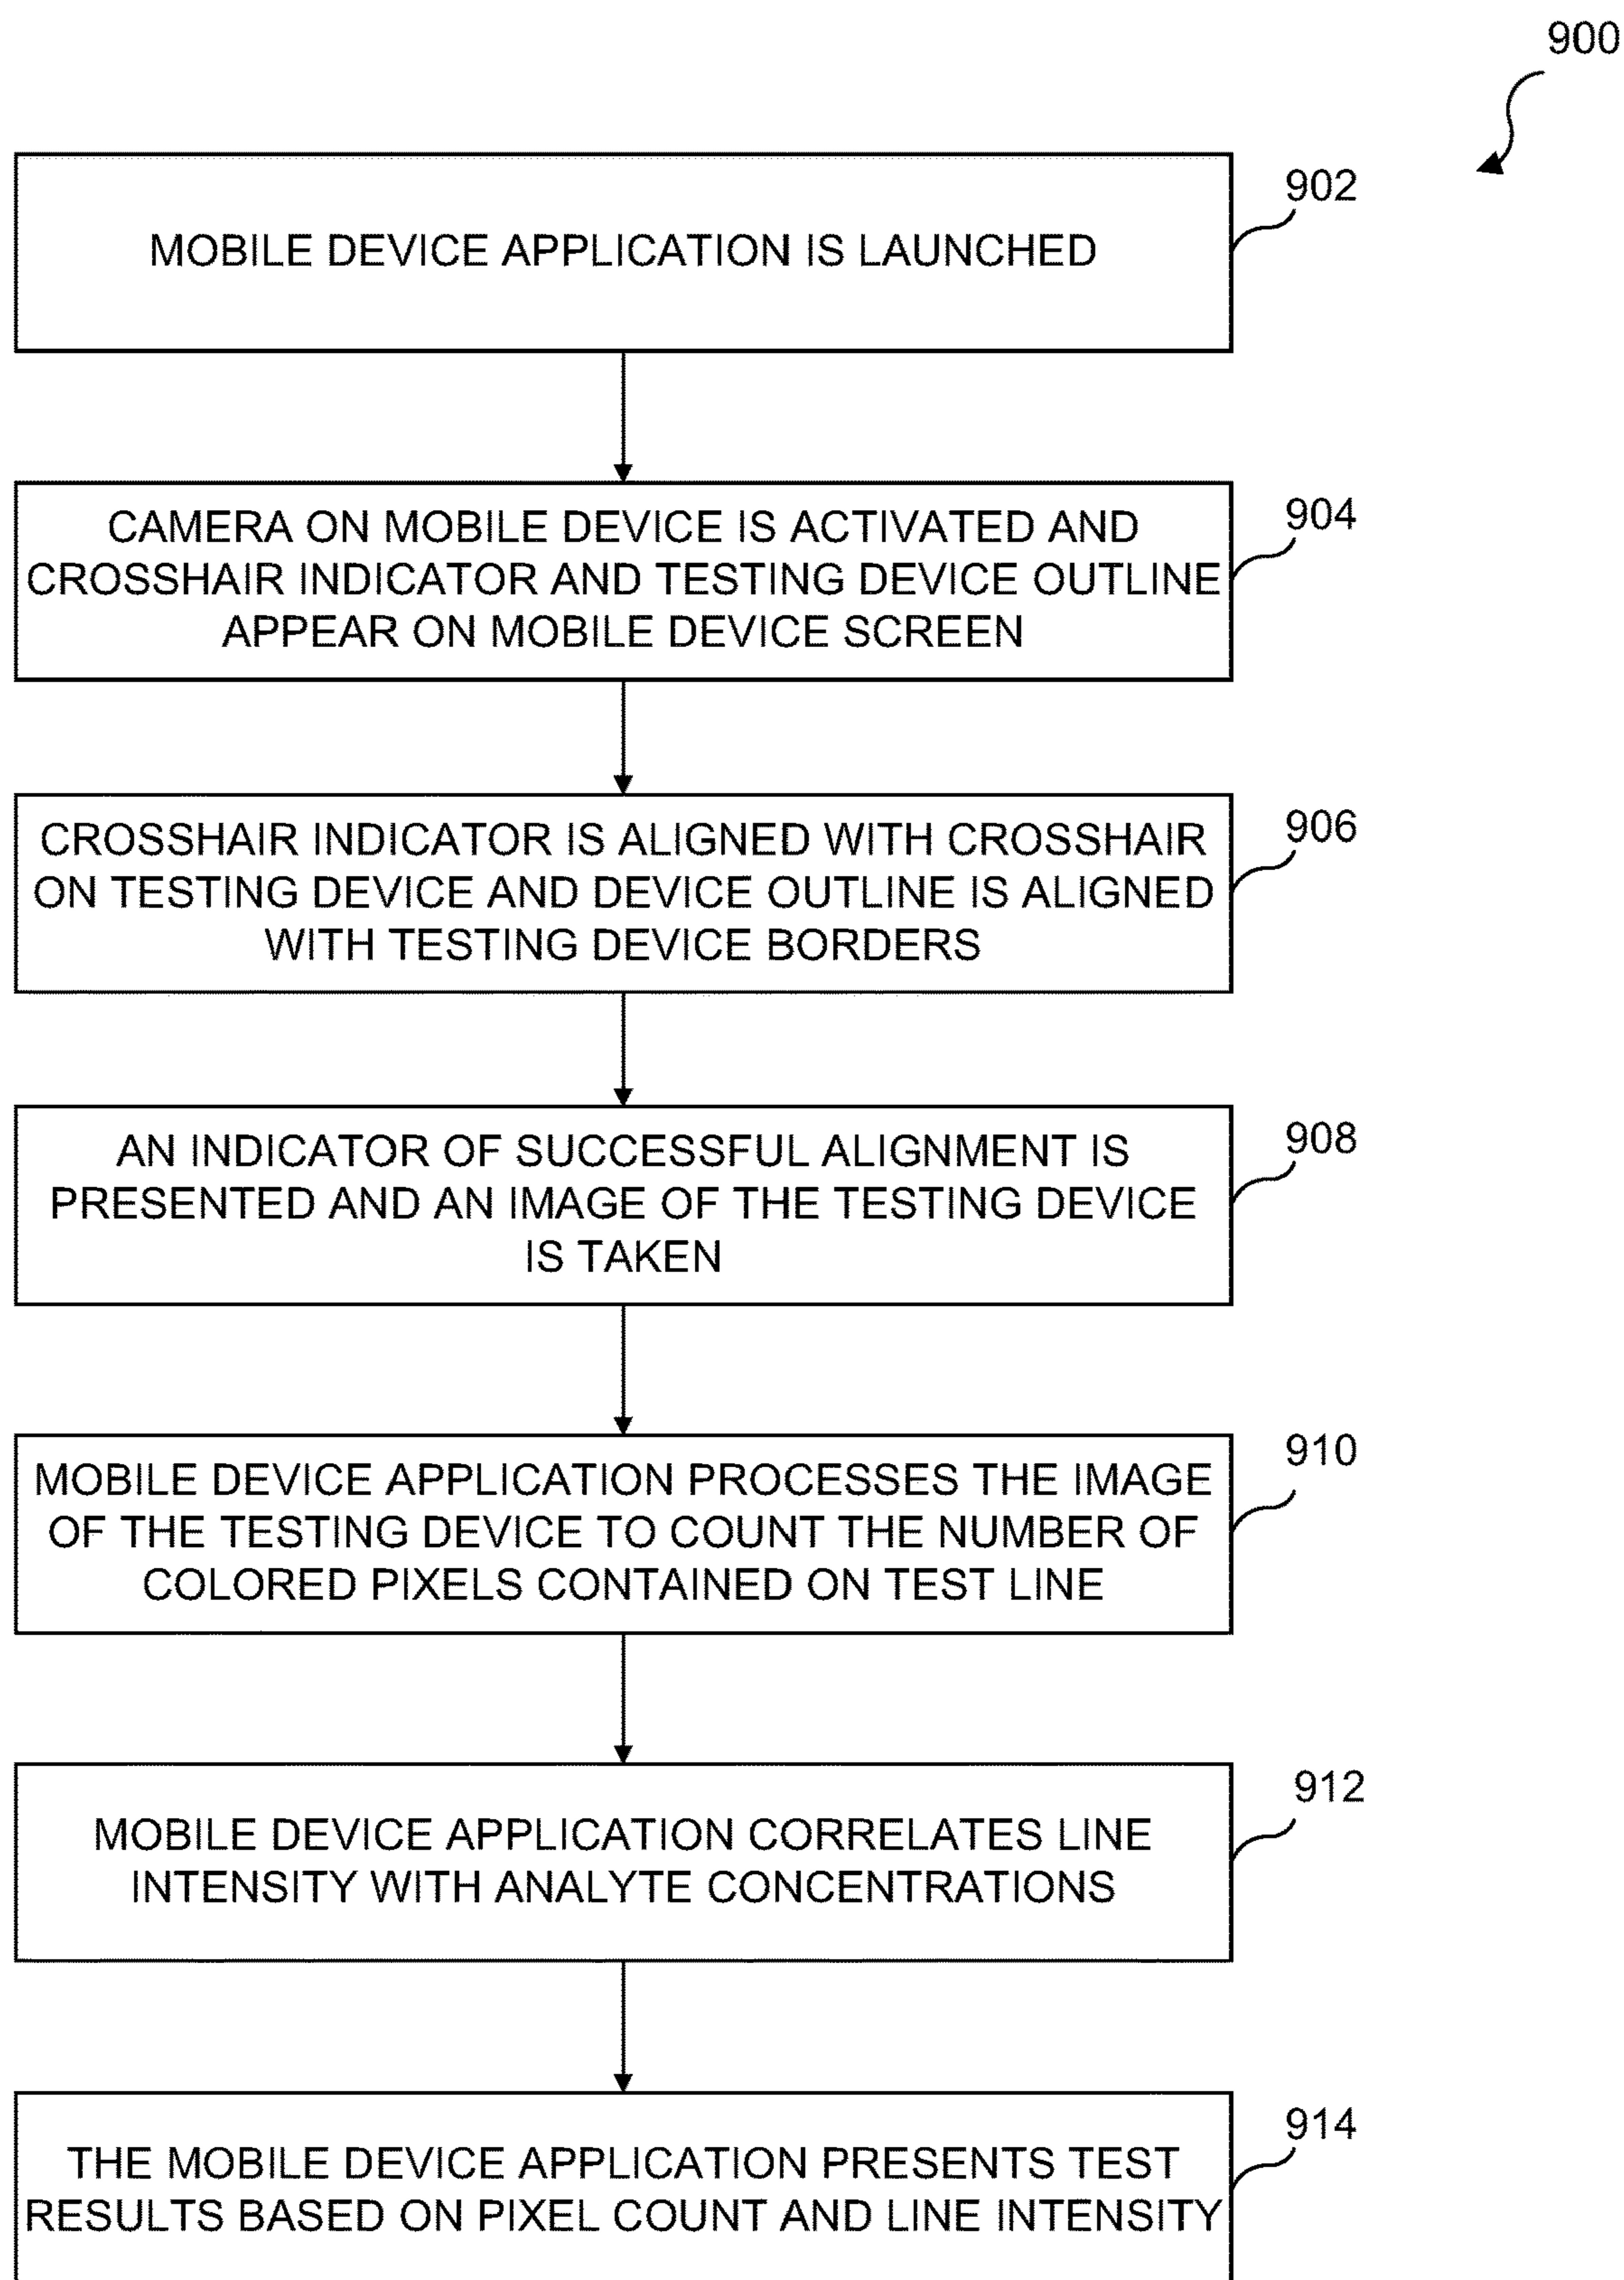 900
902
MOBILE DEVICE APPLICATION IS LAUNCHED
904
CAMERA ON MOBILE DEVICE IS ACTIVATED AND
CROSSHAIR INDICATOR AND TESTING DEVICE OUTLINE
APPEAR ON MOBILE DEVICE SCREEN
906
CROSSHAIR INDICATOR IS ALIGNED WITH CROSSHAIR
ON TESTING DEVICE AND DEVICE OUTLINE IS ALIGNED
WITH TESTING DEVICE BORDERS
908
AN INDICATOR OF SUCCESSFUL ALIGNMENT IS
PRESENTED AND AN IMAGE OF THE TESTING DEVICE
IS TAKEN
910
MOBILE DEVICE APPLICATION PROCESSES THE IMAGE
OF THE TESTING DEVICE TO COUNT THE NUMBER OF
COLORED PIXELS CONTAINED ON TEST LINE
912
MOBILE DEVICE APPLICATION CORRELATES LINE
INTENSITY WITH ANALYTE CONCENTRATIONS
914
THE MOBILE DEVICE APPLICATION PRESENTS TEST
RESULTS BASED ON PIXEL COUNT AND LINE INTENSITY